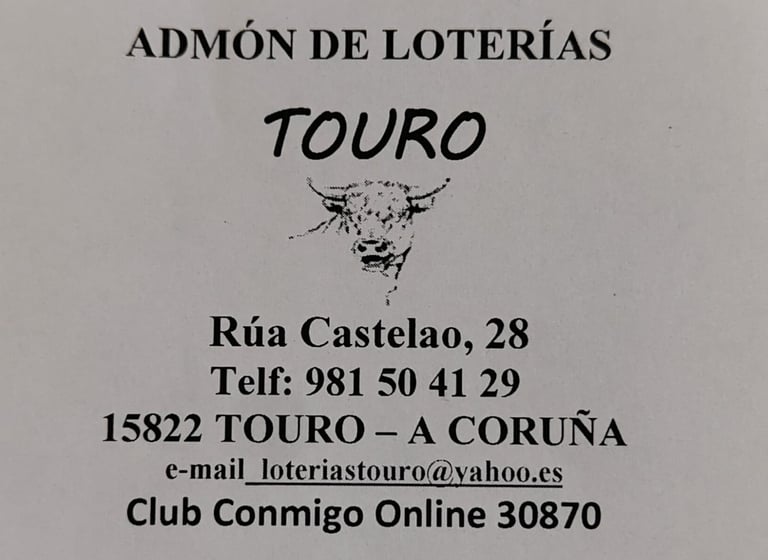 ADMÓN DE LOTERÍAS
TOURO
Rúa Castelao, 28
Telf: 981 50 41 29
15822 TOURO – A CORUÑA
e-mail loteriastouro@yahoo.es
Club Conmigo Online 30870